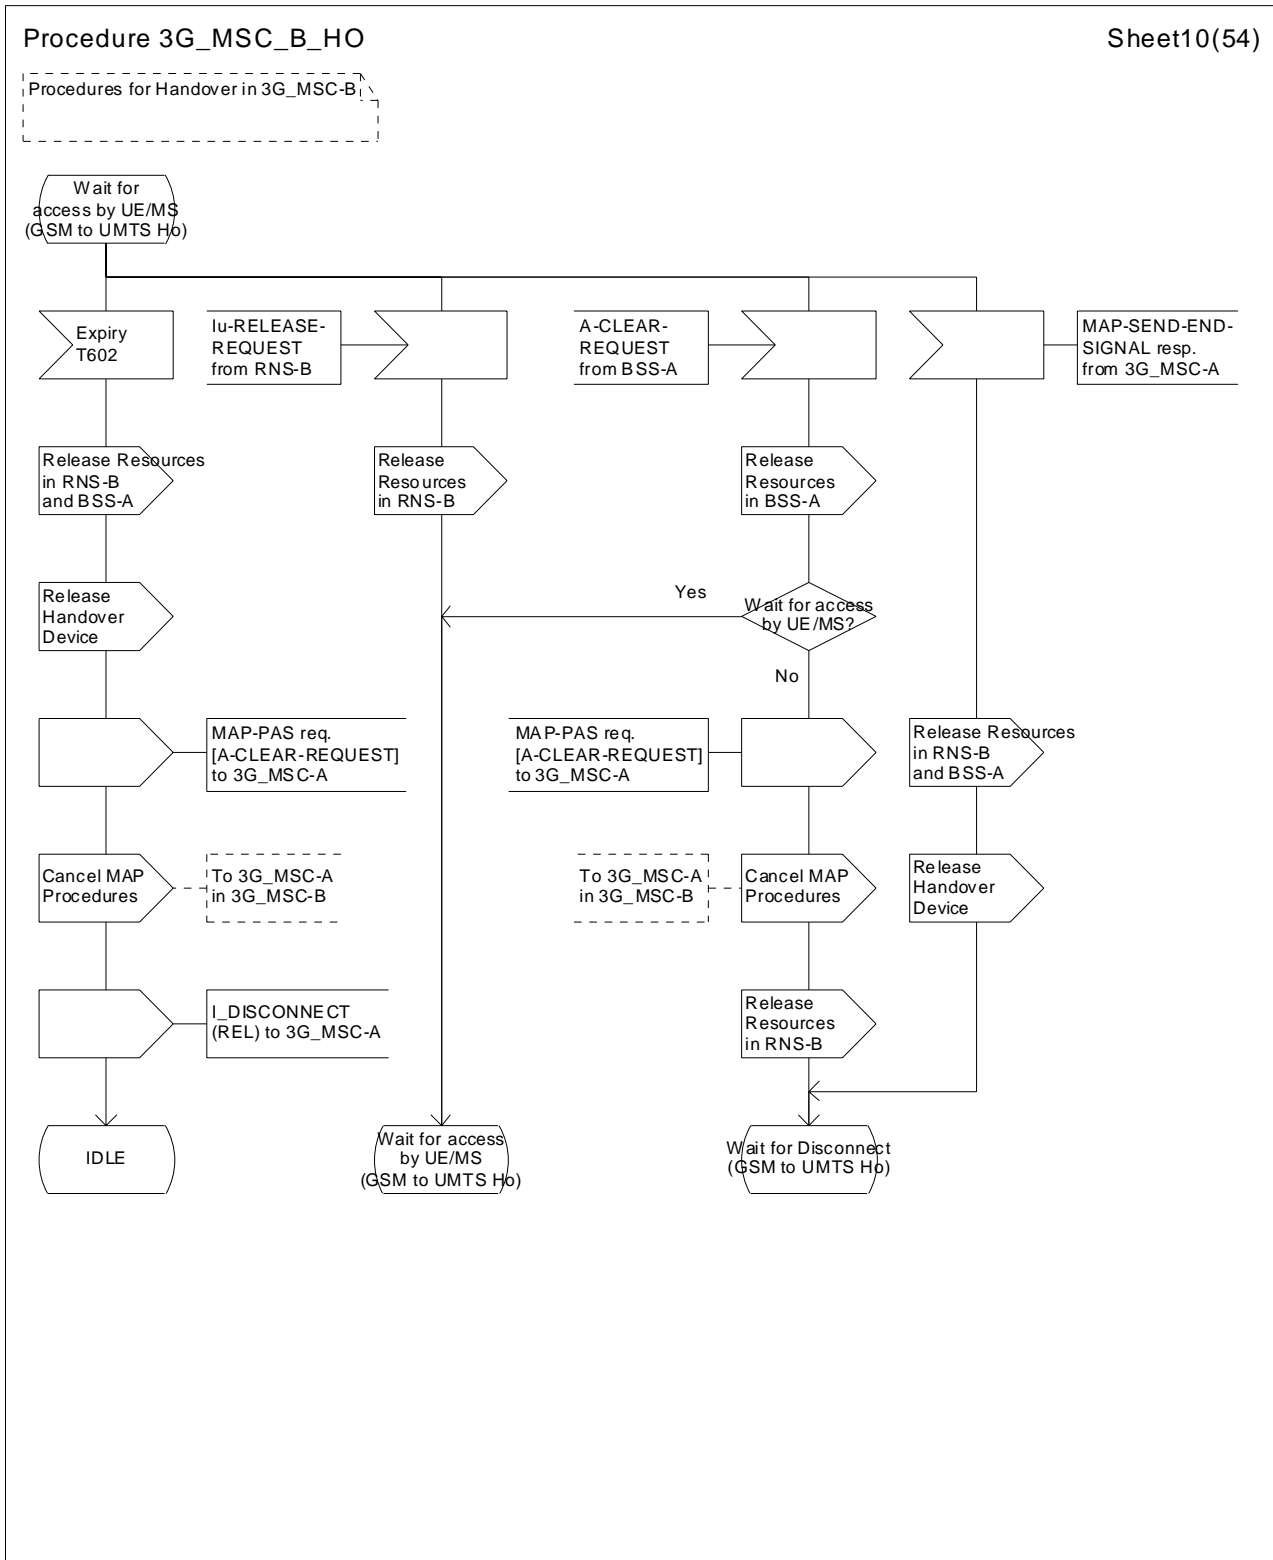 Procedure 3G_MSC_B_HO
Sheet10(54)
Procedures for Handover in 3G_MSC-B
Wait for
access by UE/MS
(GSM to UMTS Ho)
Expiry
T602
Iu-RELEASE-
REQUEST
from RNS-B
A-CLEAR-
REQUEST
from BSS-A
MAP-SEND-END-
SIGNAL resp.
from 3G_MSC-A
Release Resources
in RNS-B
and BSS-A
Release
Resources
in RNS-B
Release
Resources
in BSS-A
Release
Handover
Device
Yes
Wait for access
by UE/MS?
No
MAP-PAS req.
[A-CLEAR-REQUEST]
to 3G_MSC-A
MAP-PAS req.
[A-CLEAR-REQUEST]
to 3G_MSC-A
Release Resources
in RNS-B
and BSS-A
Cancel MAP
Procedures
To 3G_MSC-A
in 3G_MSC-B
To 3G_MSC-A
in 3G_MSC-B
Cancel MAP
Procedures
Release
Handover
Device
I_DISCONNECT
(REL) to 3G_MSC-A
Release
Resources
in RNS-B
IDLE
Wait for access
by UE/MS
(GSM to UMTS Ho)
Wait for Disconnect
(GSM to UMTS Ho)